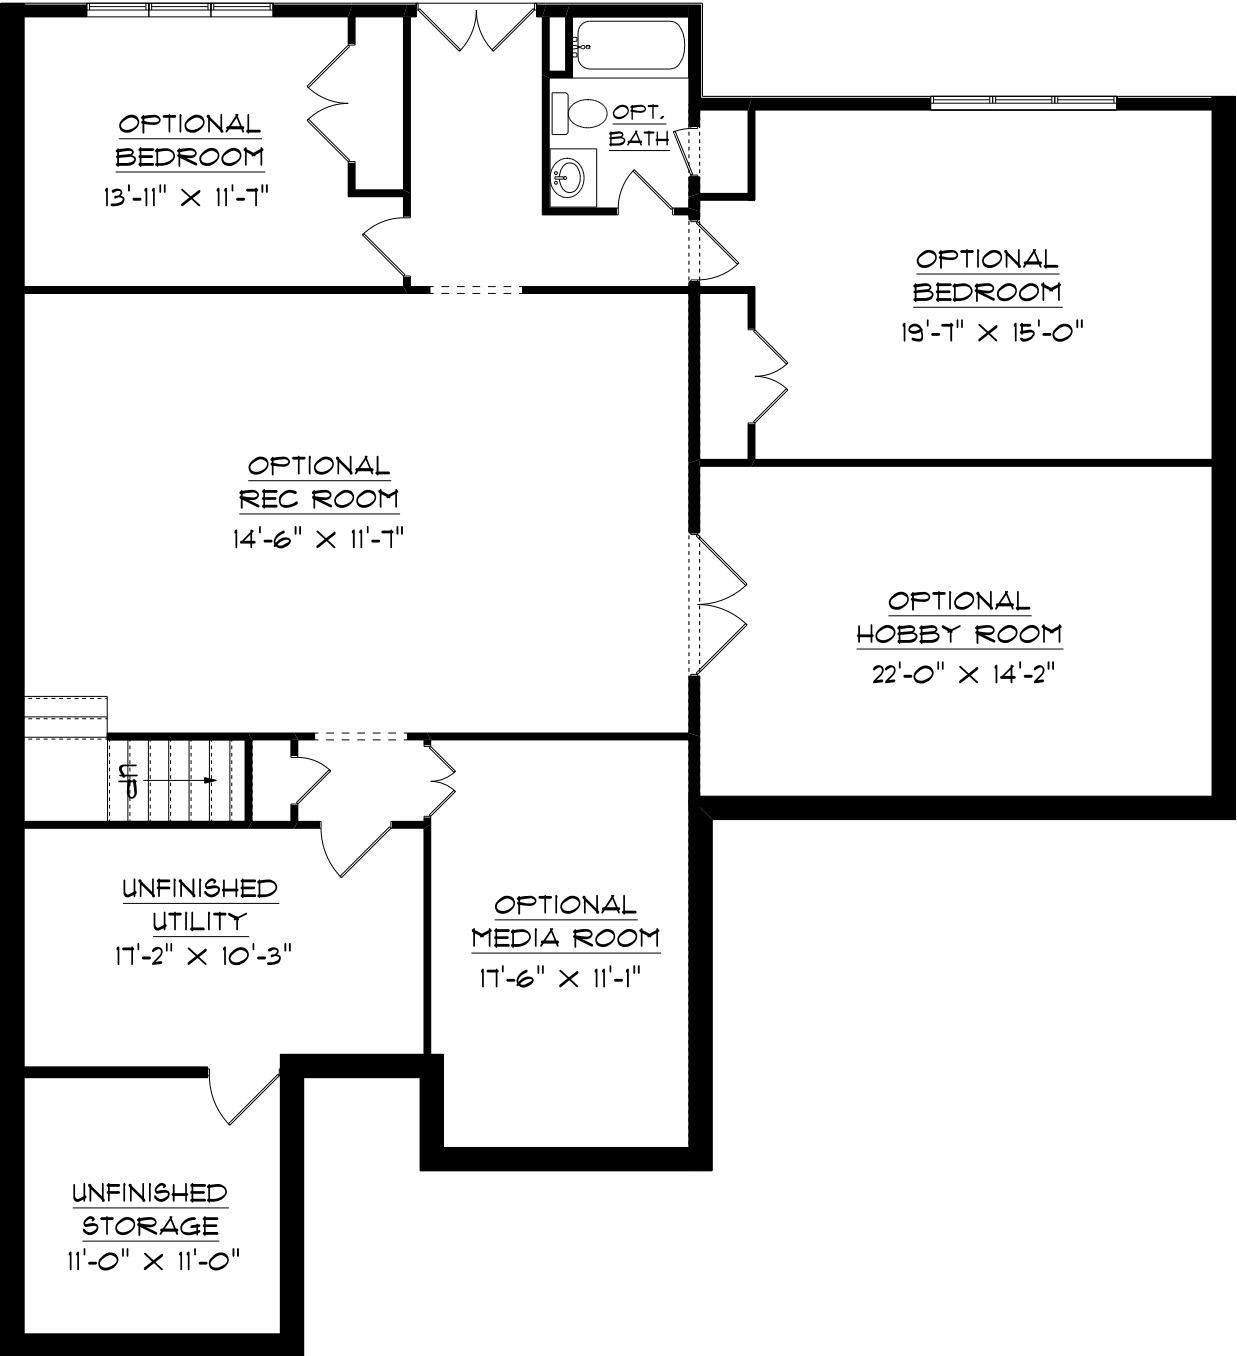 OPTIONAL
BEDROOM
13'-11" X 11'-7"
OPT.
BATH
OPTIONAL
BEDROOM
19'-7" X 15'-0"
OPTIONAL
REC ROOM
14'-6" X 11'-7"
OPTIONAL
HOBBY ROOM
22'-0" X 14'-2"
UP
UNFINISHED
UTILITY
17'-2" X 10'-3"
OPTIONAL
MEDIA ROOM
17'-6" X 11'-1"
UNFINISHED
STORAGE
11'-0" X 11'-0"